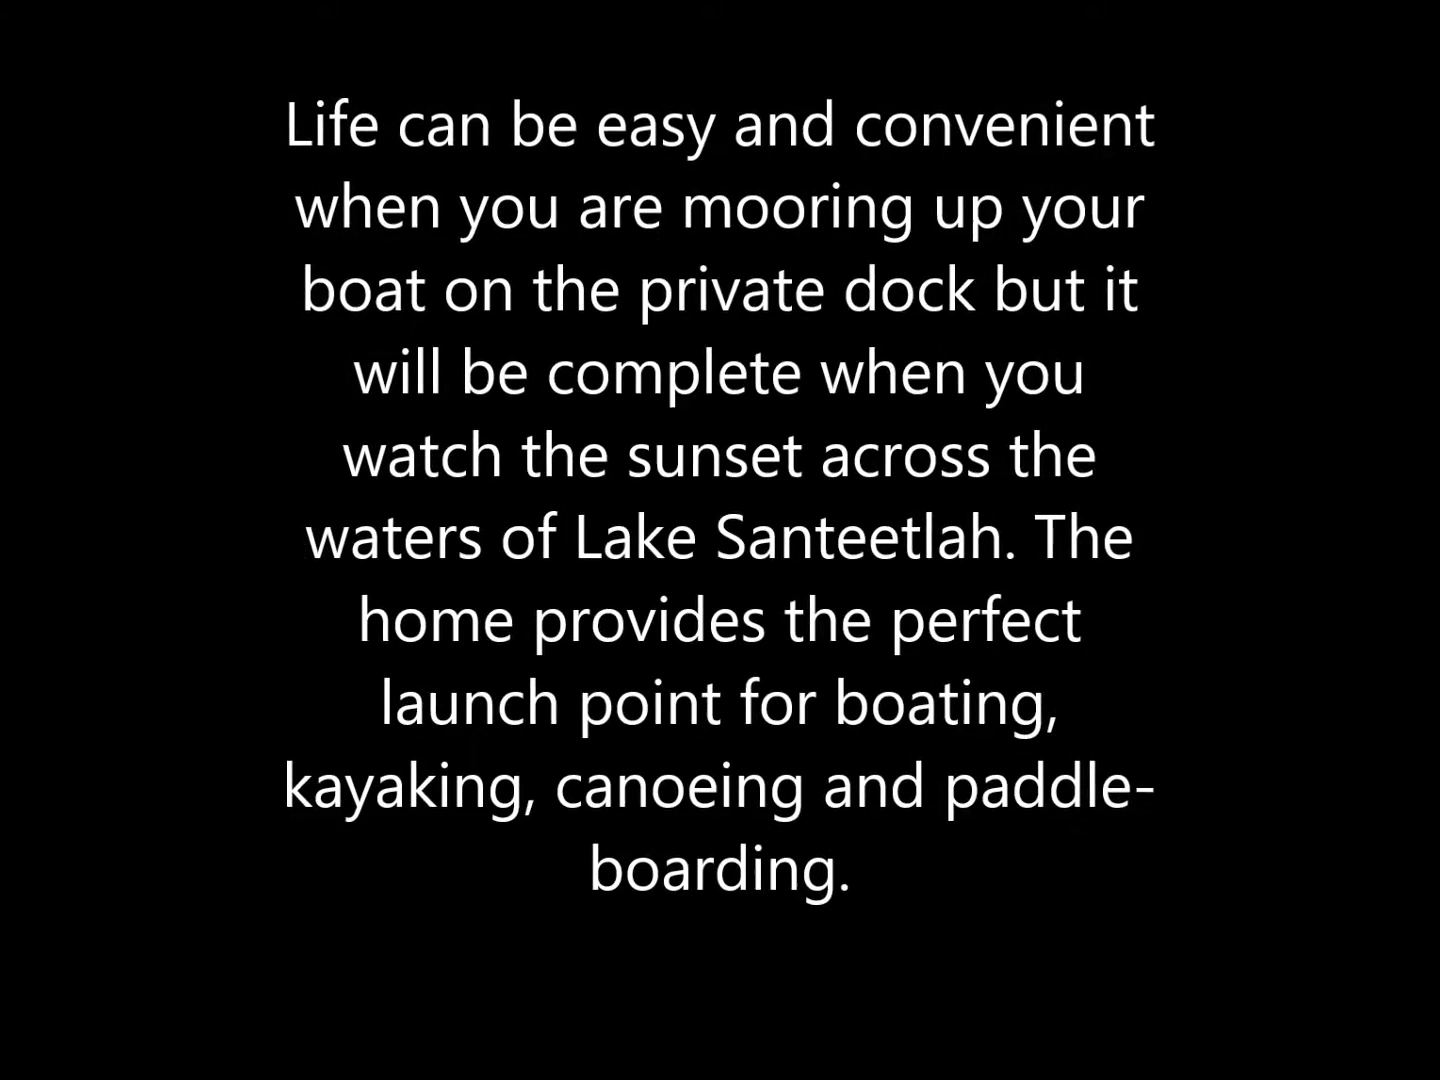 Life can be easy and convenient
when you are mooring up your
boat on the private dock but it
will be complete when you
watch the sunset across the
waters of Lake Santeetlah. The
home provides the perfect
launch point for boating,
kayaking, canoeing and paddle-
boarding.